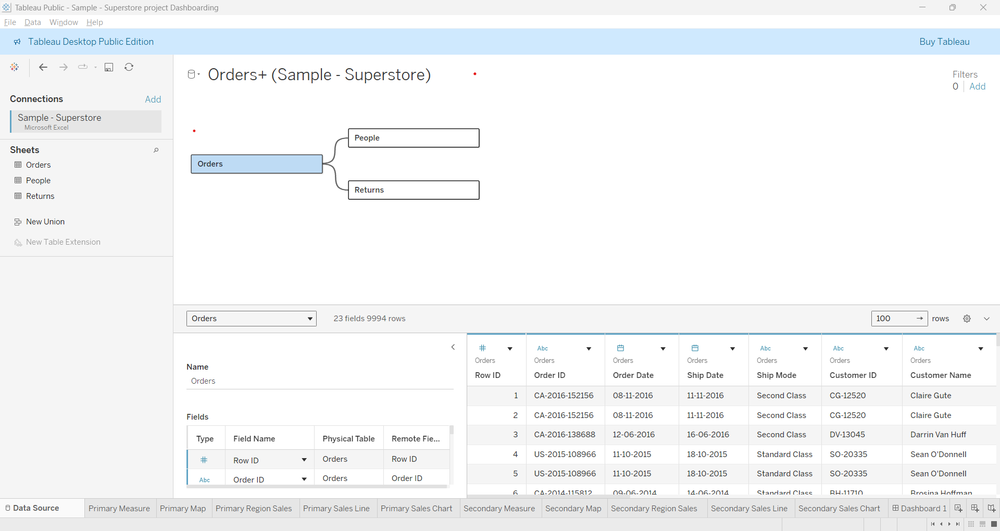 Tableau Public - Sample - Superstore project Dashboarding
File Data Window Help
Tableau Desktop Public Edition Buy Tableau
Connections Add
Sample - Superstore
Microsoft Excel
Sheets
Orders
People
Returns
New Union
New Table Extension
Orders+ (Sample - Superstore)
Filters
0 Add
People
Orders
Returns
Orders 23 fields 9994 rows 100 rows
Name
Orders
Fields
Type Field Name Physical Table Remote Fie...
# Row ID Orders Row ID
Abc Order ID Orders Order ID
# Abc Abc Abc Abc
Orders Orders Orders Orders Orders Orders Orders
Row ID Order ID Order Date Ship Date Ship Mode Customer ID Customer Name
1 CA-2016-152156 08-11-2016 11-11-2016 Second Class CG-12520 Claire Gute
2 CA-2016-152156 08-11-2016 11-11-2016 Second Class CG-12520 Claire Gute
3 CA-2016-138688 12-06-2016 16-06-2016 Second Class DV-13045 Darrin Van Huff
4 US-2015-108966 11-10-2015 18-10-2015 Standard Class SO-20335 Sean O'Donnell
5 US-2015-108966 11-10-2015 18-10-2015 Standard Class SO-20335 Sean O'Donnell
6 CA-2014-115812 09-06-2014 14-06-2014 Standard Class BH-11710 Brosina Hoffman
Data Source Primary Measure Primary Map Primary Region Sales Primary Sales Line Primary Sales Chart Secondary Measure Secondary Map Secondary Region Sales Secondary Sales Line Secondary Sales Chart Dashboard 1